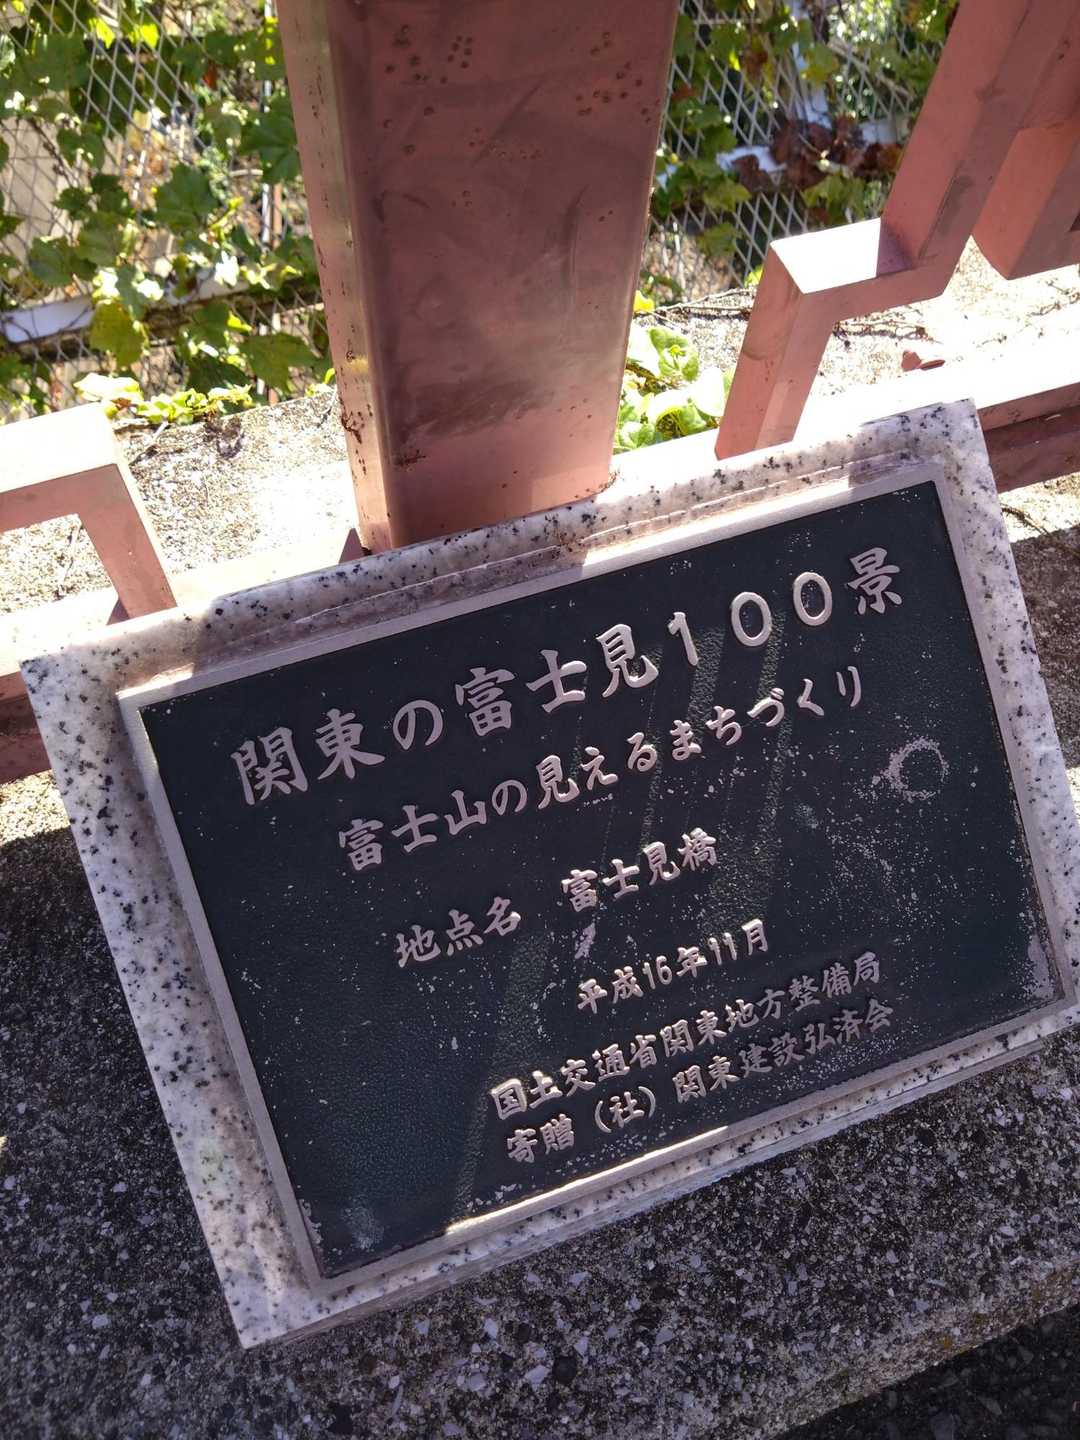 関東の富士見１００景
富士山の見えるまちづくり
地点名　富士見橋
平成16年11月
国土交通省関東地方整備局
寄贈（社）関東建設弘済会